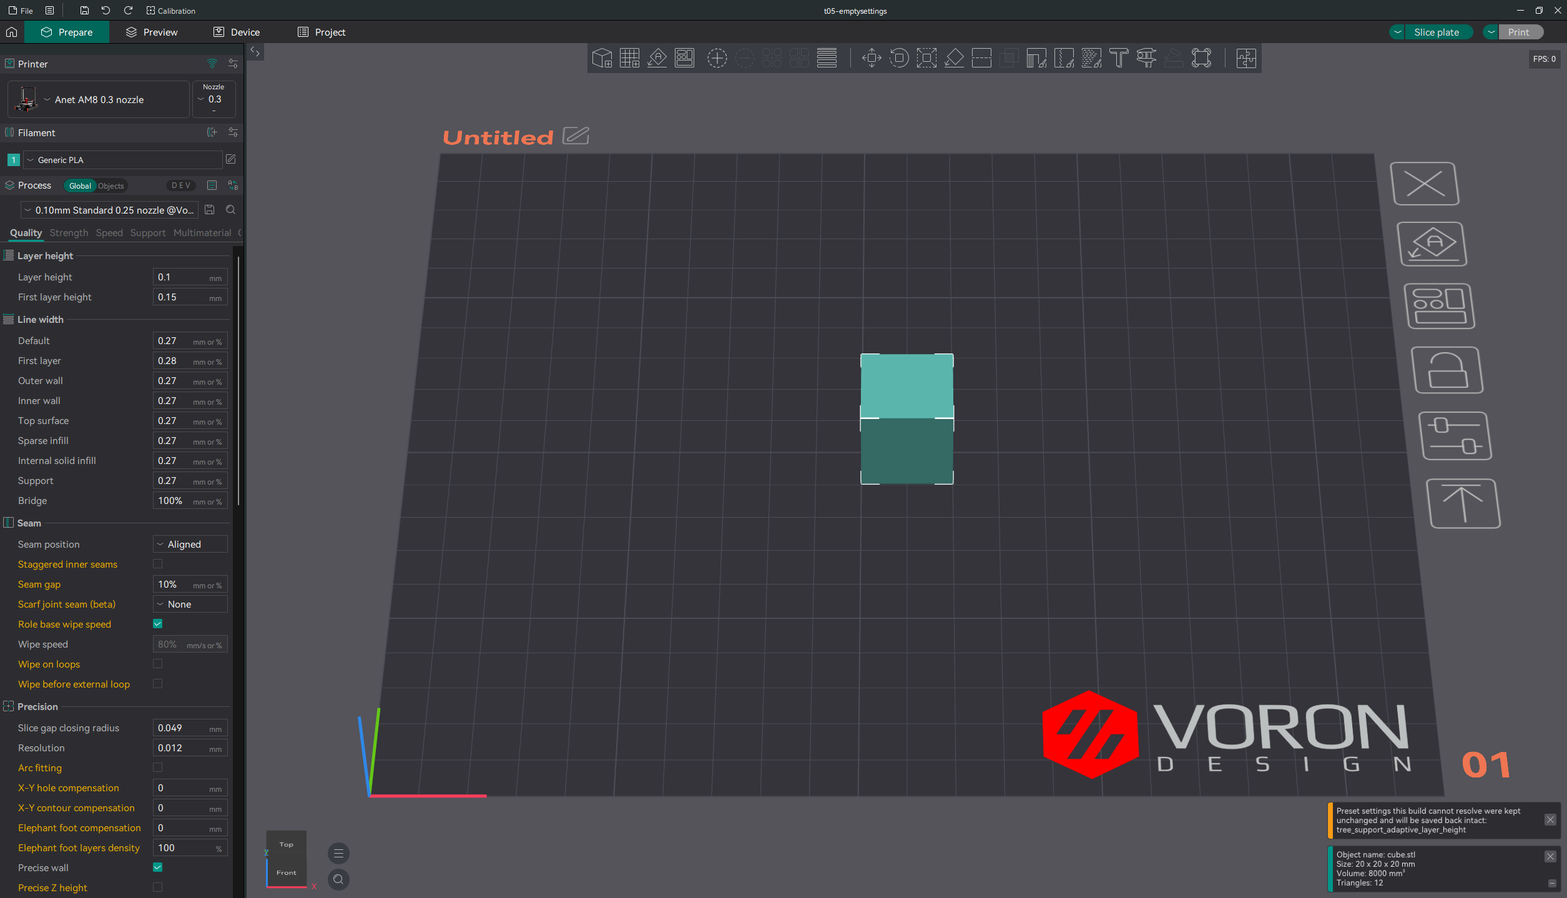 File
Calibration
t05-emptysettings
Prepare
Preview
Device
Project
Slice plate
Print
FPS: 0
Printer
Anet AM8 0.3 nozzle
Nozzle
0.3
-
Filament
1
Generic PLA
Process
Global
Objects
DEV
0.10mm Standard 0.25 nozzle @Vo...
Quality
Strength
Speed
Support
Multimaterial
Layer height
Layer height 0.1 mm
First layer height 0.15 mm
Line width
Default 0.27 mm or %
First layer 0.28 mm or %
Outer wall 0.27 mm or %
Inner wall 0.27 mm or %
Top surface 0.27 mm or %
Sparse infill 0.27 mm or %
Internal solid infill 0.27 mm or %
Support 0.27 mm or %
Bridge 100% mm or %
Seam
Seam position Aligned
Staggered inner seams
Seam gap 10% mm or %
Scarf joint seam (beta) None
Role base wipe speed
Wipe speed 80% mm/s or %
Wipe on loops
Wipe before external loop
Precision
Slice gap closing radius 0.049 mm
Resolution 0.012 mm
Arc fitting
X-Y hole compensation 0 mm
X-Y contour compensation 0 mm
Elephant foot compensation 0 mm
Elephant foot layers density 100 %
Precise wall
Precise Z height
Untitled
VORON
DESIGN
01
Top
Front
Y
X
Preset settings this build cannot resolve were kept
unchanged and will be saved back intact:
tree_support_adaptive_layer_height
Object name: cube.stl
Size: 20 x 20 x 20 mm
Volume: 8000 mm³
Triangles: 12